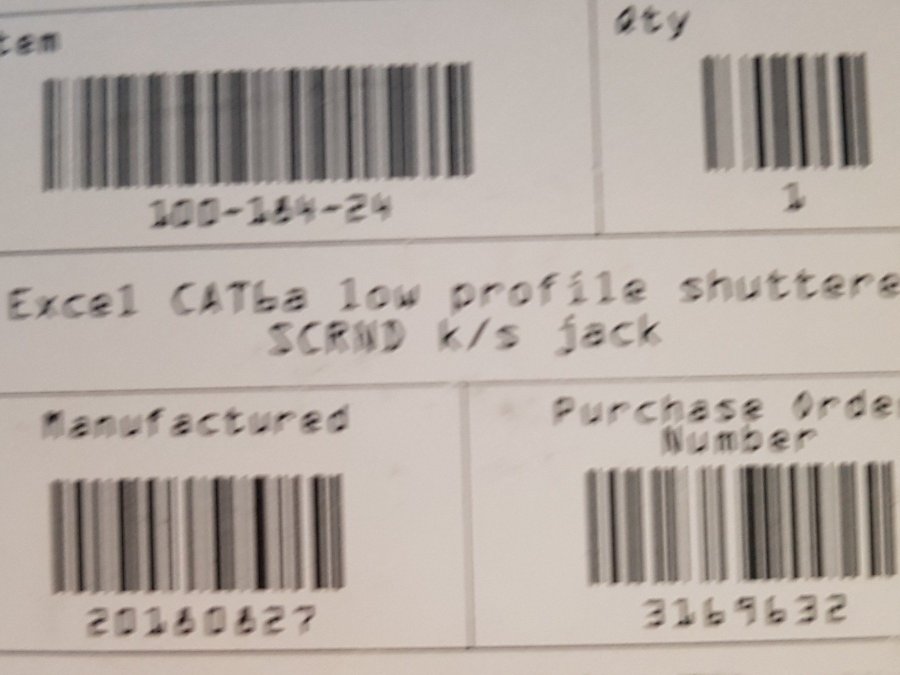 tem
Qty
100-184-24
1
Excel CAT6a low profile shuttere
SCRND k/s jack
Manufactured
Purchase Orde
Number
20160627
3169632